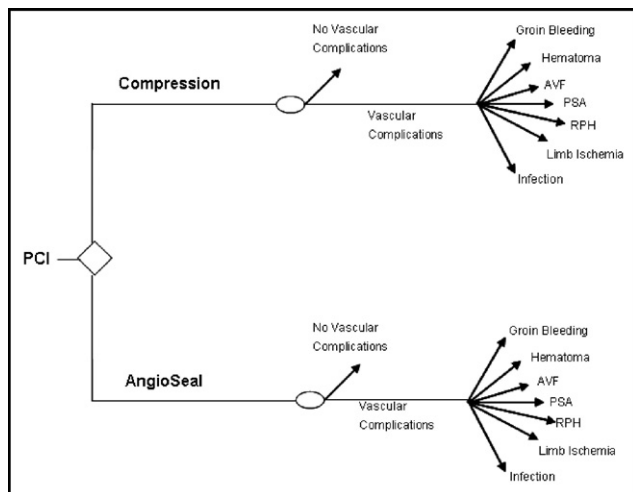 No Vascular
Complications
Compression
Vascular
Complications
Groin Bleeding
Hematoma
AVF
PSA
RPH
Limb Ischemia
Infection
PCI
No Vascular
Complications
AngioSeal
Vascular
Complications
Groin Bleeding
Hematoma
AVF
PSA
RPH
Limb Ischemia
Infection